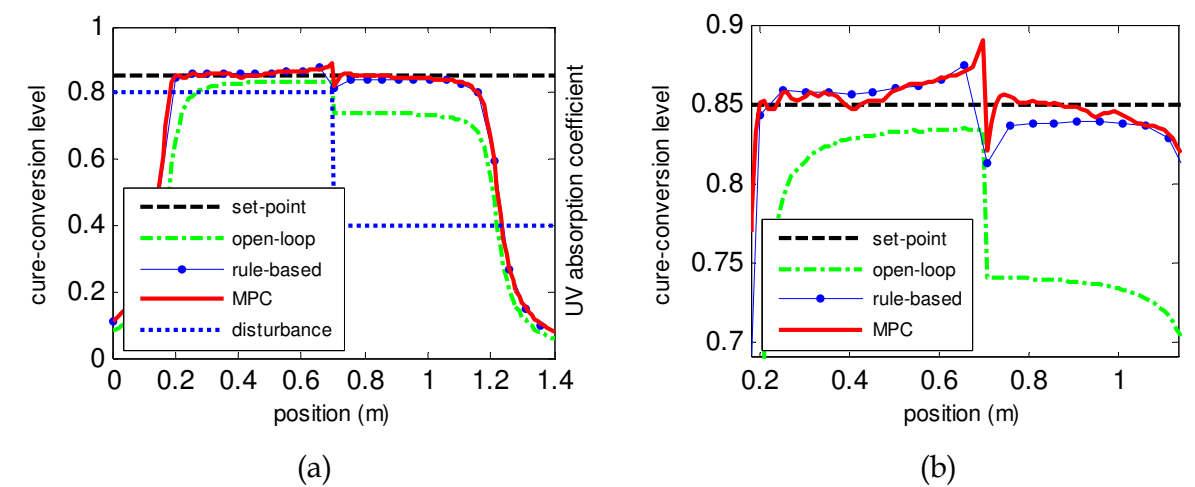 1
0.8
0.6
0.4
0.2
0
cure-conversion level
set-point
open-loop
rule-based
MPC
disturbance
0
0.2
0.4
0.6
0.8
1
1.2
1.4
position (m)
UV absorption coefficient
(a)
0.9
0.85
0.8
0.75
0.7
cure-conversion level
set-point
open-loop
rule-based
MPC
0.2
0.4
0.6
0.8
1
position (m)
(b)